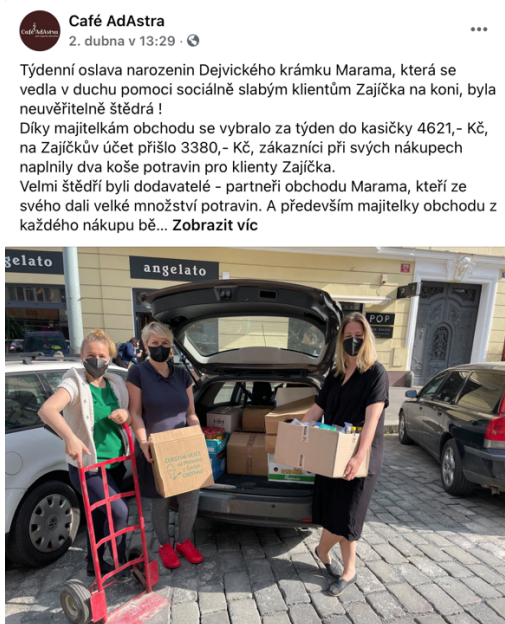 Café AdAstra
2. dubna v 13:29 ·
Týdenní oslava narozenin Dejvického krámku Marama, která se
vedla v duchu pomoci sociálně slabým klientům Zajíčka na koni, byla
neuvěřitelně štědrá !
Díky majitelkám obchodu se vybralo za týden do kasičky 4621,- Kč,
na Zajíčkův účet přišlo 3380,- Kč, zákazníci při svých nákupech
naplnily dva koše potravin pro klienty Zajíčka.
Velmi štědří byli dodavatelé - partneři obchodu Marama, kteří ze
svého dali velké množství potravin. A především majitelky obchodu z
každého nákupu bě... Zobrazit víc
gelato
angelato
POP